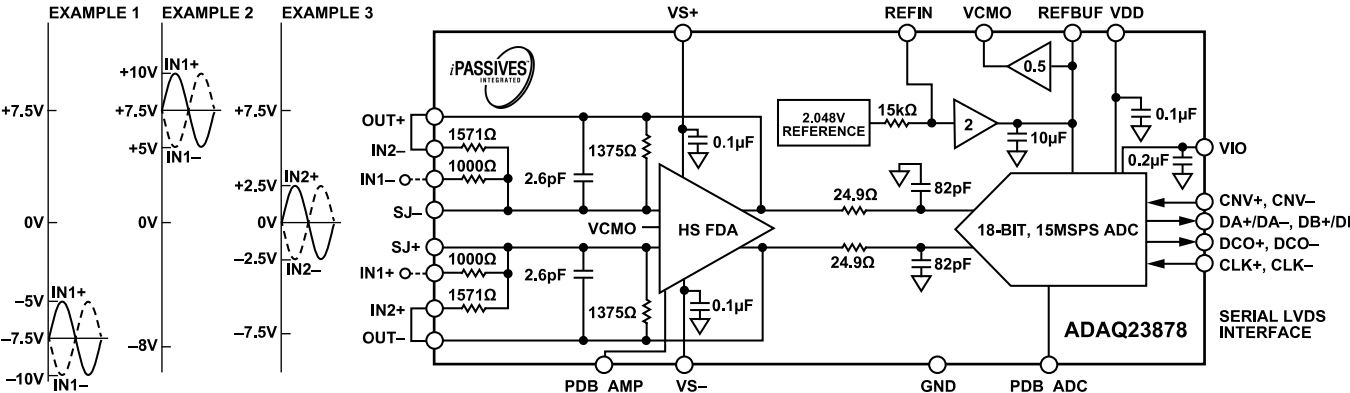 EXAMPLE 1
EXAMPLE 2
EXAMPLE 3
+7.5V
0V
IN1+
–5V
–7.5V
–10V
IN1–
+10V
IN1+
+7.5V
+5V
IN1–
0V
–8V
+7.5V
IN2+
+2.5V
0V
–2.5V
IN2–
–7.5V
VS+
REFIN
VCMO
REFBUF
VDD
iPASSIVES
INTEGRATED
OUT+
IN2–
IN1–
SJ–
SJ+
IN1+
IN2+
OUT–
1571Ω
1000Ω
2.6pF
1375Ω
0.1µF
VCMO
HS FDA
1000Ω
1571Ω
2.6pF
1375Ω
0.1µF
2.048V
REFERENCE
15kΩ
2
0.5
10µF
0.1µF
0.2µF
82pF
24.9Ω
24.9Ω
82pF
18-BIT, 15MSPS ADC
VIO
CNV+, CNV–
DA+/DA–, DB+/D
DCO+, DCO–
CLK+, CLK–
SERIAL LVDS
INTERFACE
ADAQ23878
PDB_AMP
VS–
GND
PDB_ADC